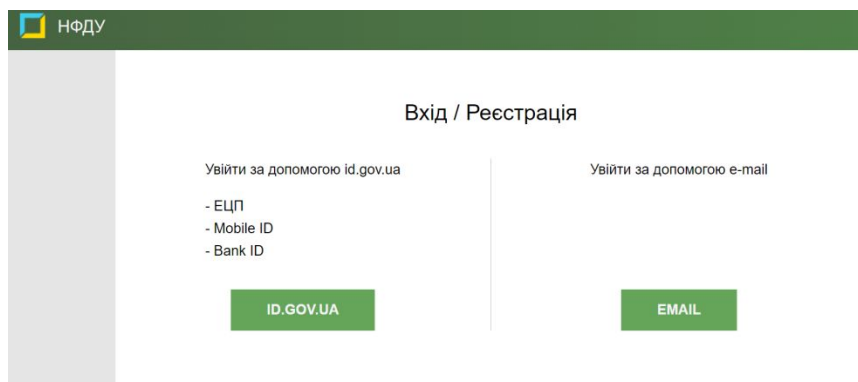 НФДУ
Вхід / Реєстрація
Увійти за допомогою id.gov.ua
- ЕЦП
- Mobile ID
- Bank ID
ID.GOV.UA
Увійти за допомогою e-mail
EMAIL